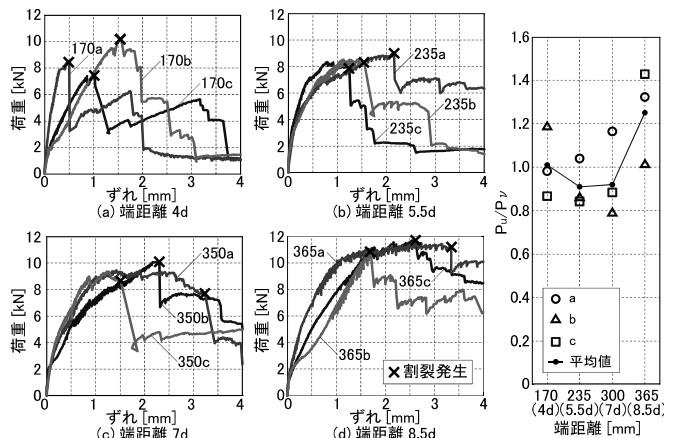 荷重 [kN]
12
10
8
6
4
2
0
170a
170b
170c
0 1 2 3 4
ずれ [mm]
(a) 端距離 4d
荷重 [kN]
12
10
8
6
4
2
0
235a
235b
235c
0 1 2 3 4
ずれ [mm]
(b) 端距離 5.5d
荷重 [kN]
12
10
8
6
4
2
0
350a
350b
350c
0 1 2 3 4
ずれ [mm]
(c) 端距離 7d
荷重 [kN]
12
10
8
6
4
2
0
365a
365c
365b
×割裂発生
0 1 2 3 4
ずれ [mm]
(d) 端距離 8.5d
Pu/Pν
1.6
1.4
1.2
1.0
0.8
0.6
0.4
0.2
0
a
b
c
平均値
170 235 300 365
(4d)(5.5d)(7d)(8.5d)
端距離 [mm]